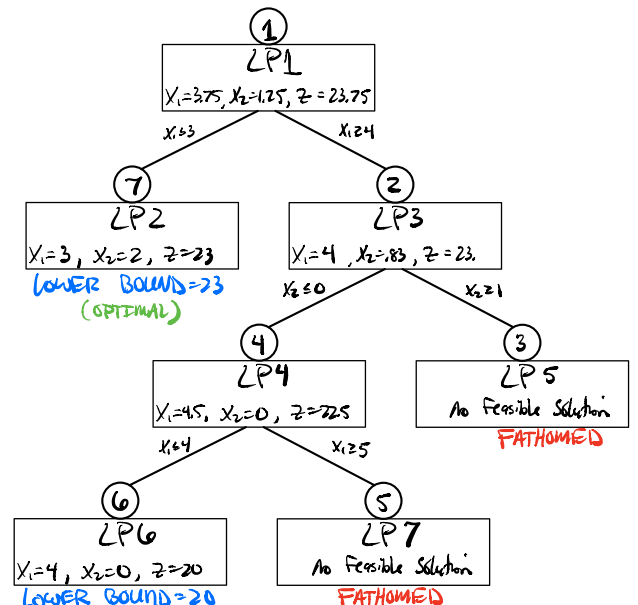 1
LP1
X₁=3.75, X₂=1.25, Z=23.75
X₁≤3
X₁≥4
7
2
LP2
LP3
X₁=3, X₂=2, Z=23
X₁=4, X₂=.83, Z=23.
LOWER BOUND=23
(OPTIMAL)
X₂≤0
X₂≥1
4
3
LP4
LP5
X₁=4.5, X₂=0, Z=22.5
No Feasible Solution
FATHOMED
X₁≤4
X₁≥5
6
5
LP6
LP7
X₁=4, X₂=0, Z=20
No Feasible Solution
LOWER BOUND=20
FATHOMED